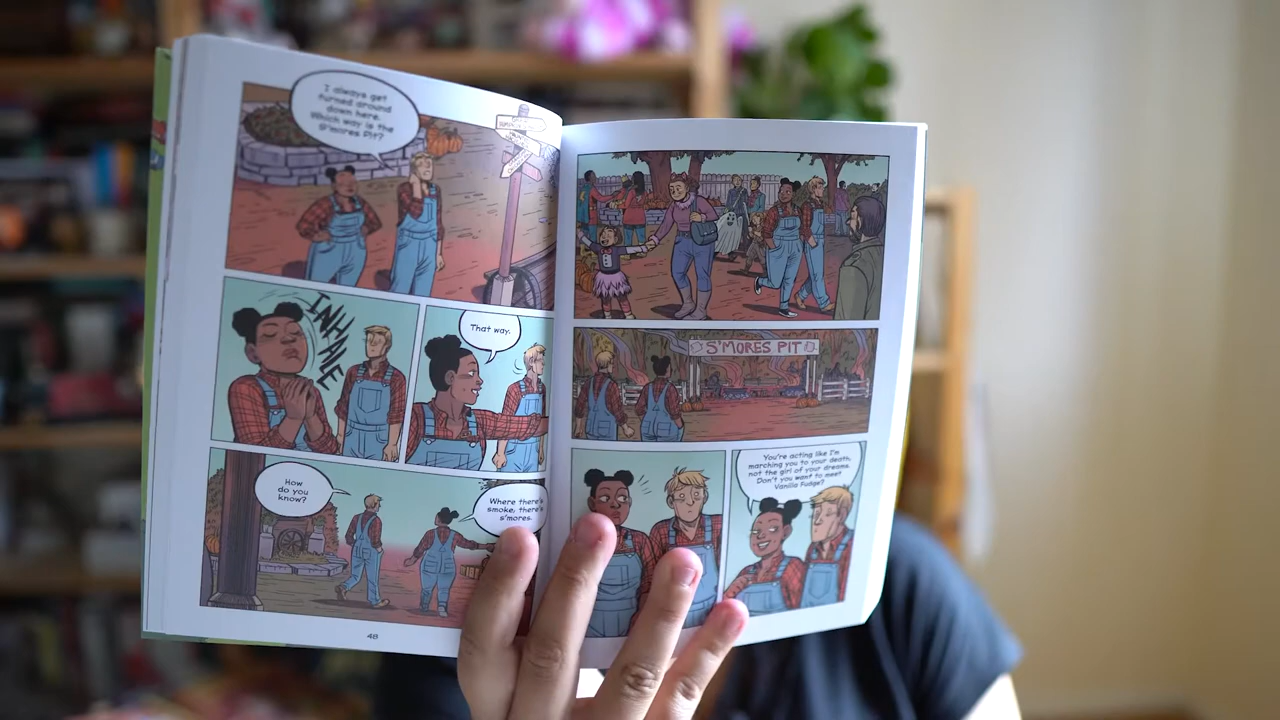 I always get
turned around
down here.
Which way is the
S'mores Pit?
INHALE
That way.
How
do you
know?
Where there's
smoke, there's
s'mores.
48
S'MORES PIT
You're acting like I'm
marching you to your death,
not the girl of your dreams.
Don't you want to meet
Vanilla Fudge?